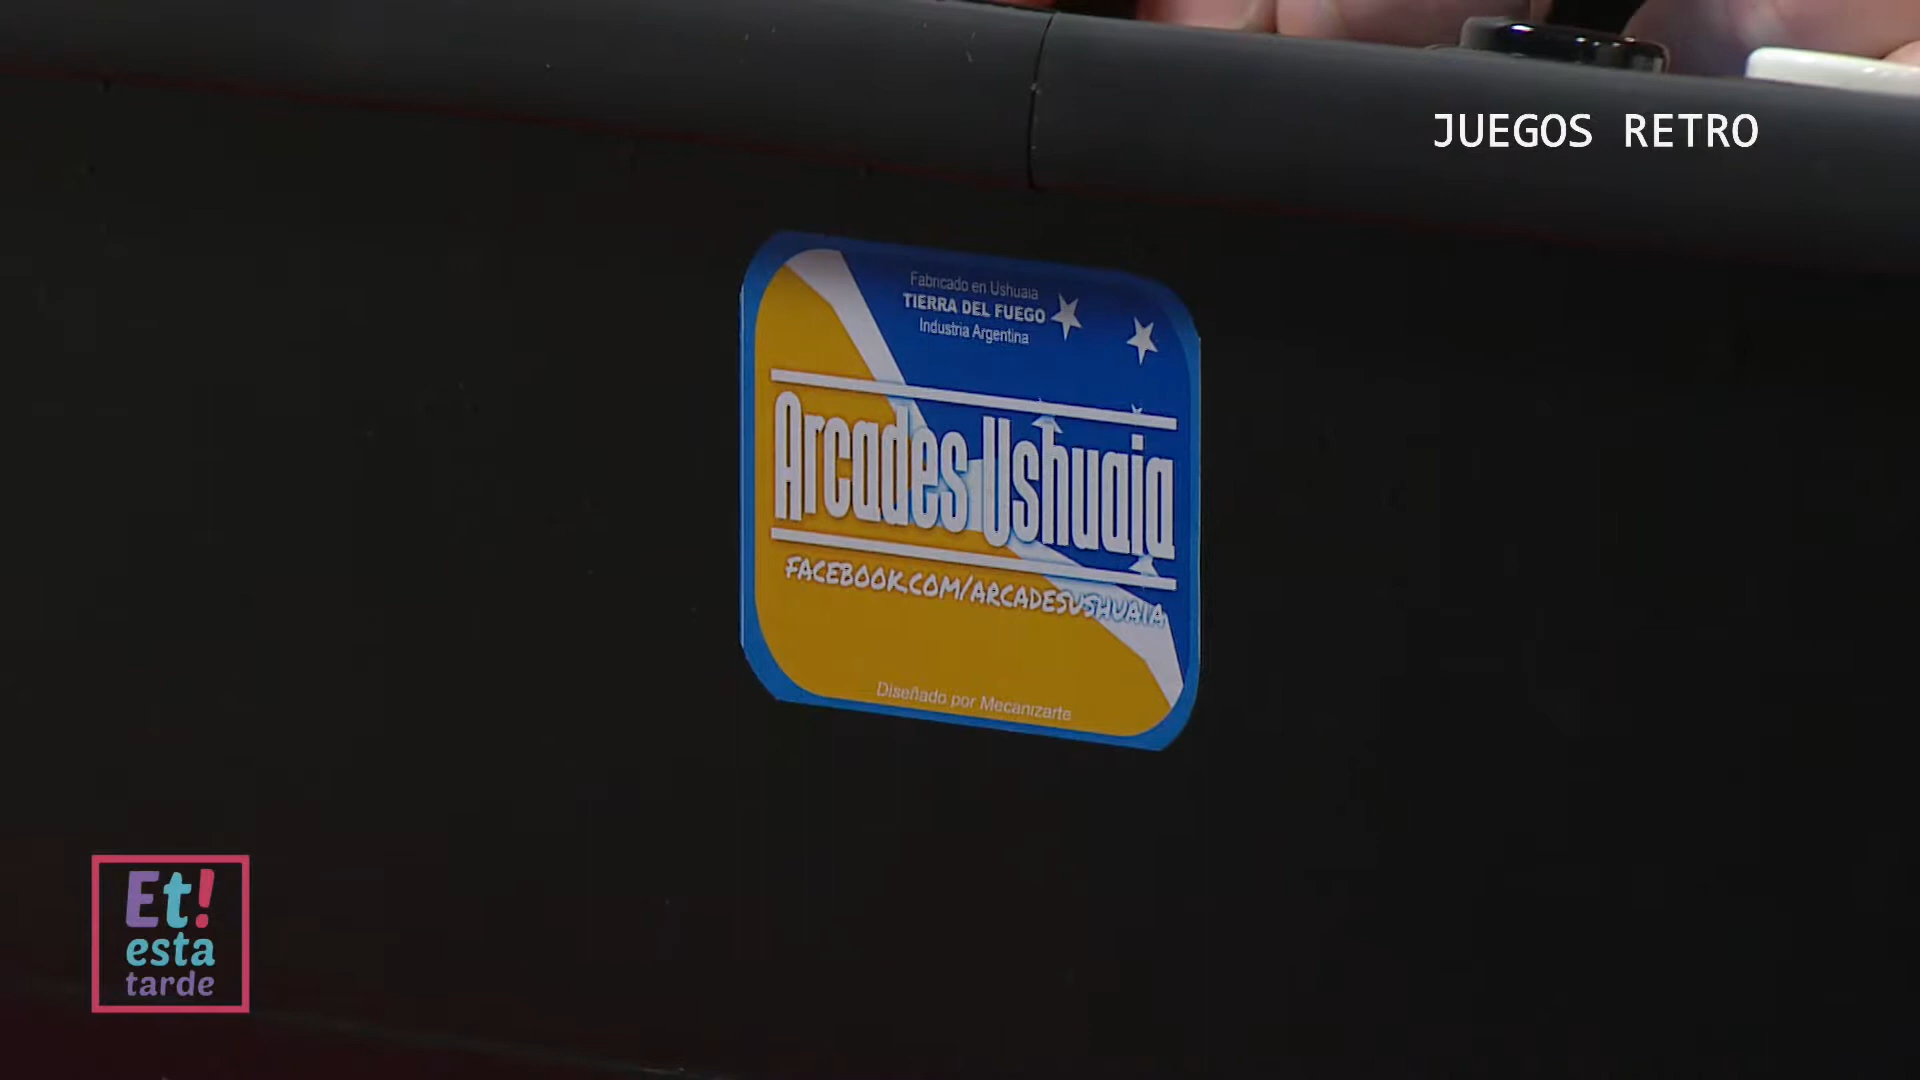 JUEGOS RETRO
Fabricado en Ushuaia
TIERRA DEL FUEGO
Industria Argentina
Arcades Ushuaia
FACEBOOK.COM/ARCADESUSHUAIA
Diseñado por Mecanizarte
Et!
esta
tarde